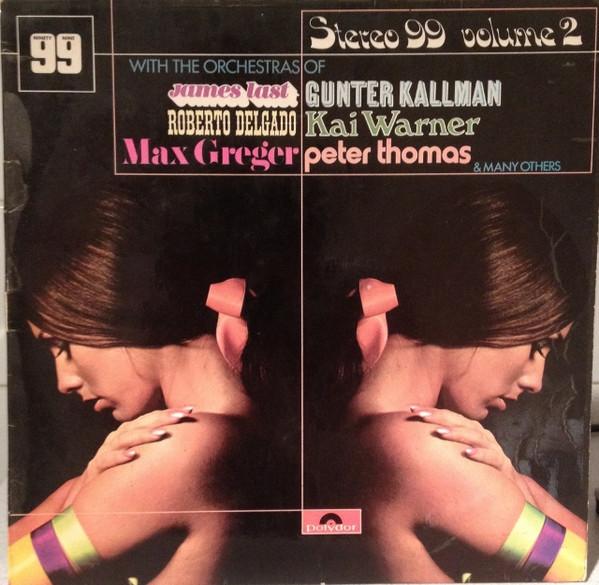 NINETY NINE
99
Stereo 99 volume 2
WITH THE ORCHESTRAS OF
james last GUNTER KALLMAN
ROBERTO DELGADO Kai Warner
Max Greger peter thomas
& MANY OTHERS
polydor